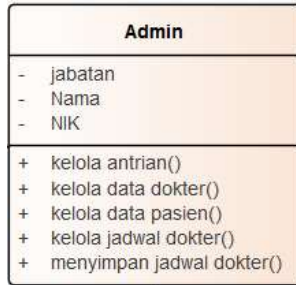 Admin
- jabatan
- Nama
- NIK
+ kelola antrian()
+ kelola data dokter()
+ kelola data pasien()
+ kelola jadwal dokter()
+ menyimpan jadwal dokter()